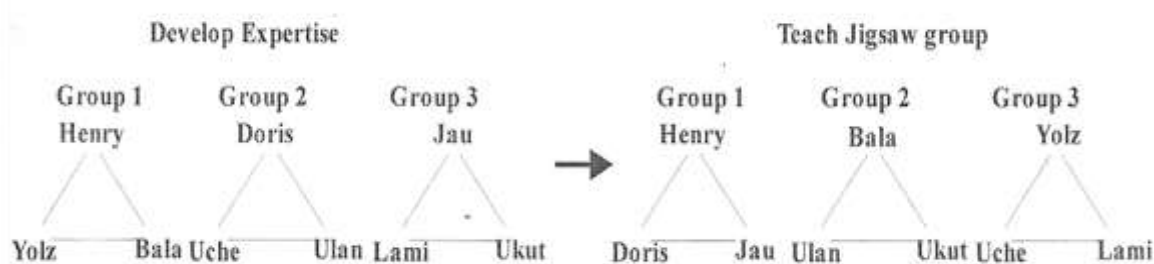 Develop Expertise Teach Jigsaw group
Group 1 Group 2 Group 3 Group 1 Group 2 Group 3
Henry Doris Jau Henry Bala Yolz
Yolz Bala Uche Ulan Lami Ukut Doris Jau Ulan Ukut Uche Lami